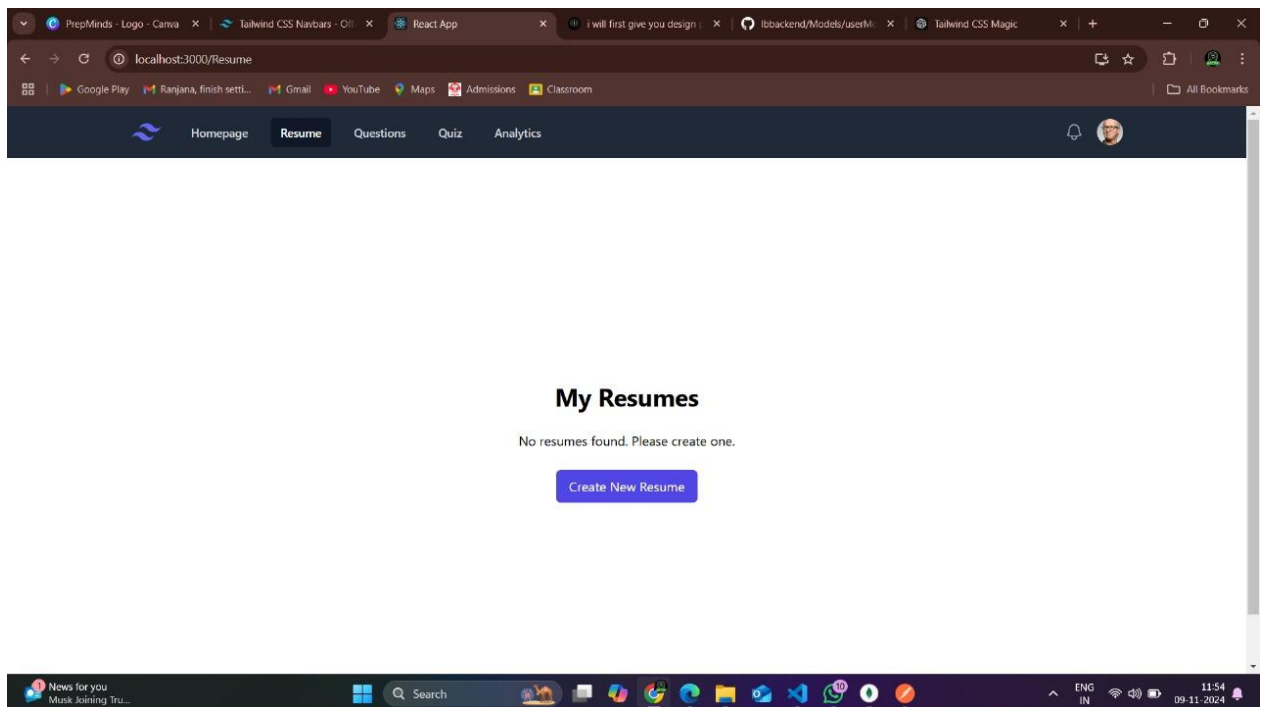 PrepMinds - Logo - Canva
Tailwind CSS Navbars - Offi
React App
i will first give you design
lbbackend/Models/userM
Tailwind CSS Magic
localhost:3000/Resume
Google Play
Ranjana, finish setti...
Gmail
YouTube
Maps
Admissions
Classroom
All Bookmarks
Homepage
Resume
Questions
Quiz
Analytics
My Resumes
No resumes found. Please create one.
Create New Resume
1
News for you
Musk Joining Tru...
Search
10
ENG
IN
11:54
09-11-2024